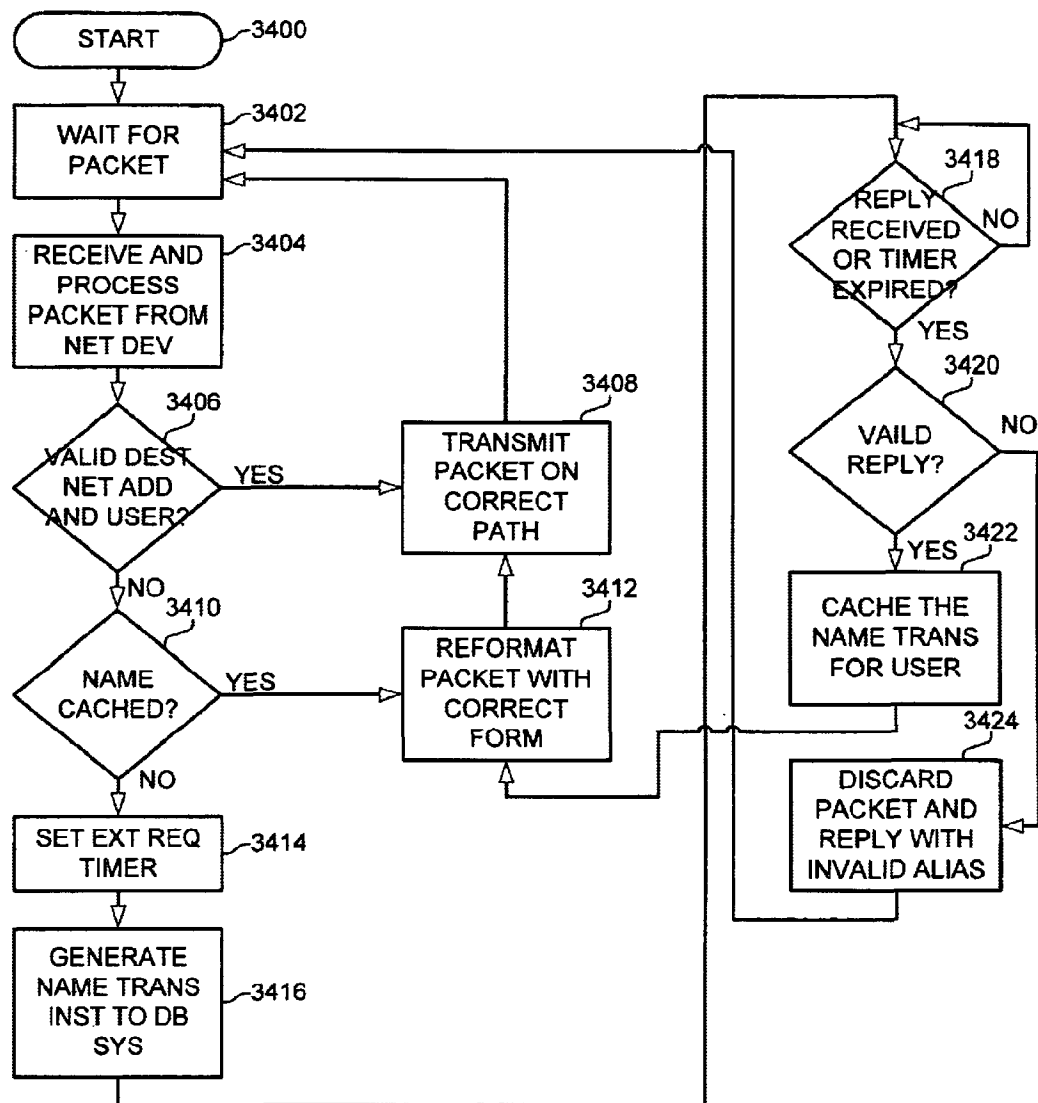 START
3400
3402
WAIT FOR
PACKET
3404
RECEIVE AND
PROCESS
PACKET FROM
NET DEV
3406
VALID DEST
NET ADD
AND USER?
YES
NO
3408
TRANSMIT
PACKET ON
CORRECT
PATH
3410
NAME
CACHED?
YES
NO
3412
REFORMAT
PACKET WITH
CORRECT
FORM
SET EXT REQ
TIMER
3414
GENERATE
NAME TRANS
INST TO DB
SYS
3416
3418
REPLY
RECEIVED
OR TIMER
EXPIRED?
NO
YES
3420
VAILD
REPLY?
NO
YES
3422
CACHE THE
NAME TRANS
FOR USER
3424
DISCARD
PACKET AND
REPLY WITH
INVALID ALIAS